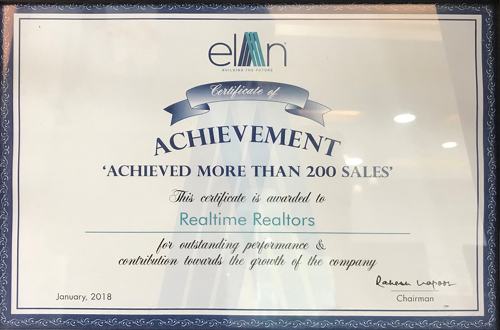 elan
BUILDING THE FUTURE
Certificate of
ACHIEVEMENT
'ACHIEVED MORE THAN 200 SALES'
This certificate is awarded to
Realtime Realtors
for outstanding performance &
contribution towards the growth of the company
Rakesh Kapoor
January, 2018
Chairman